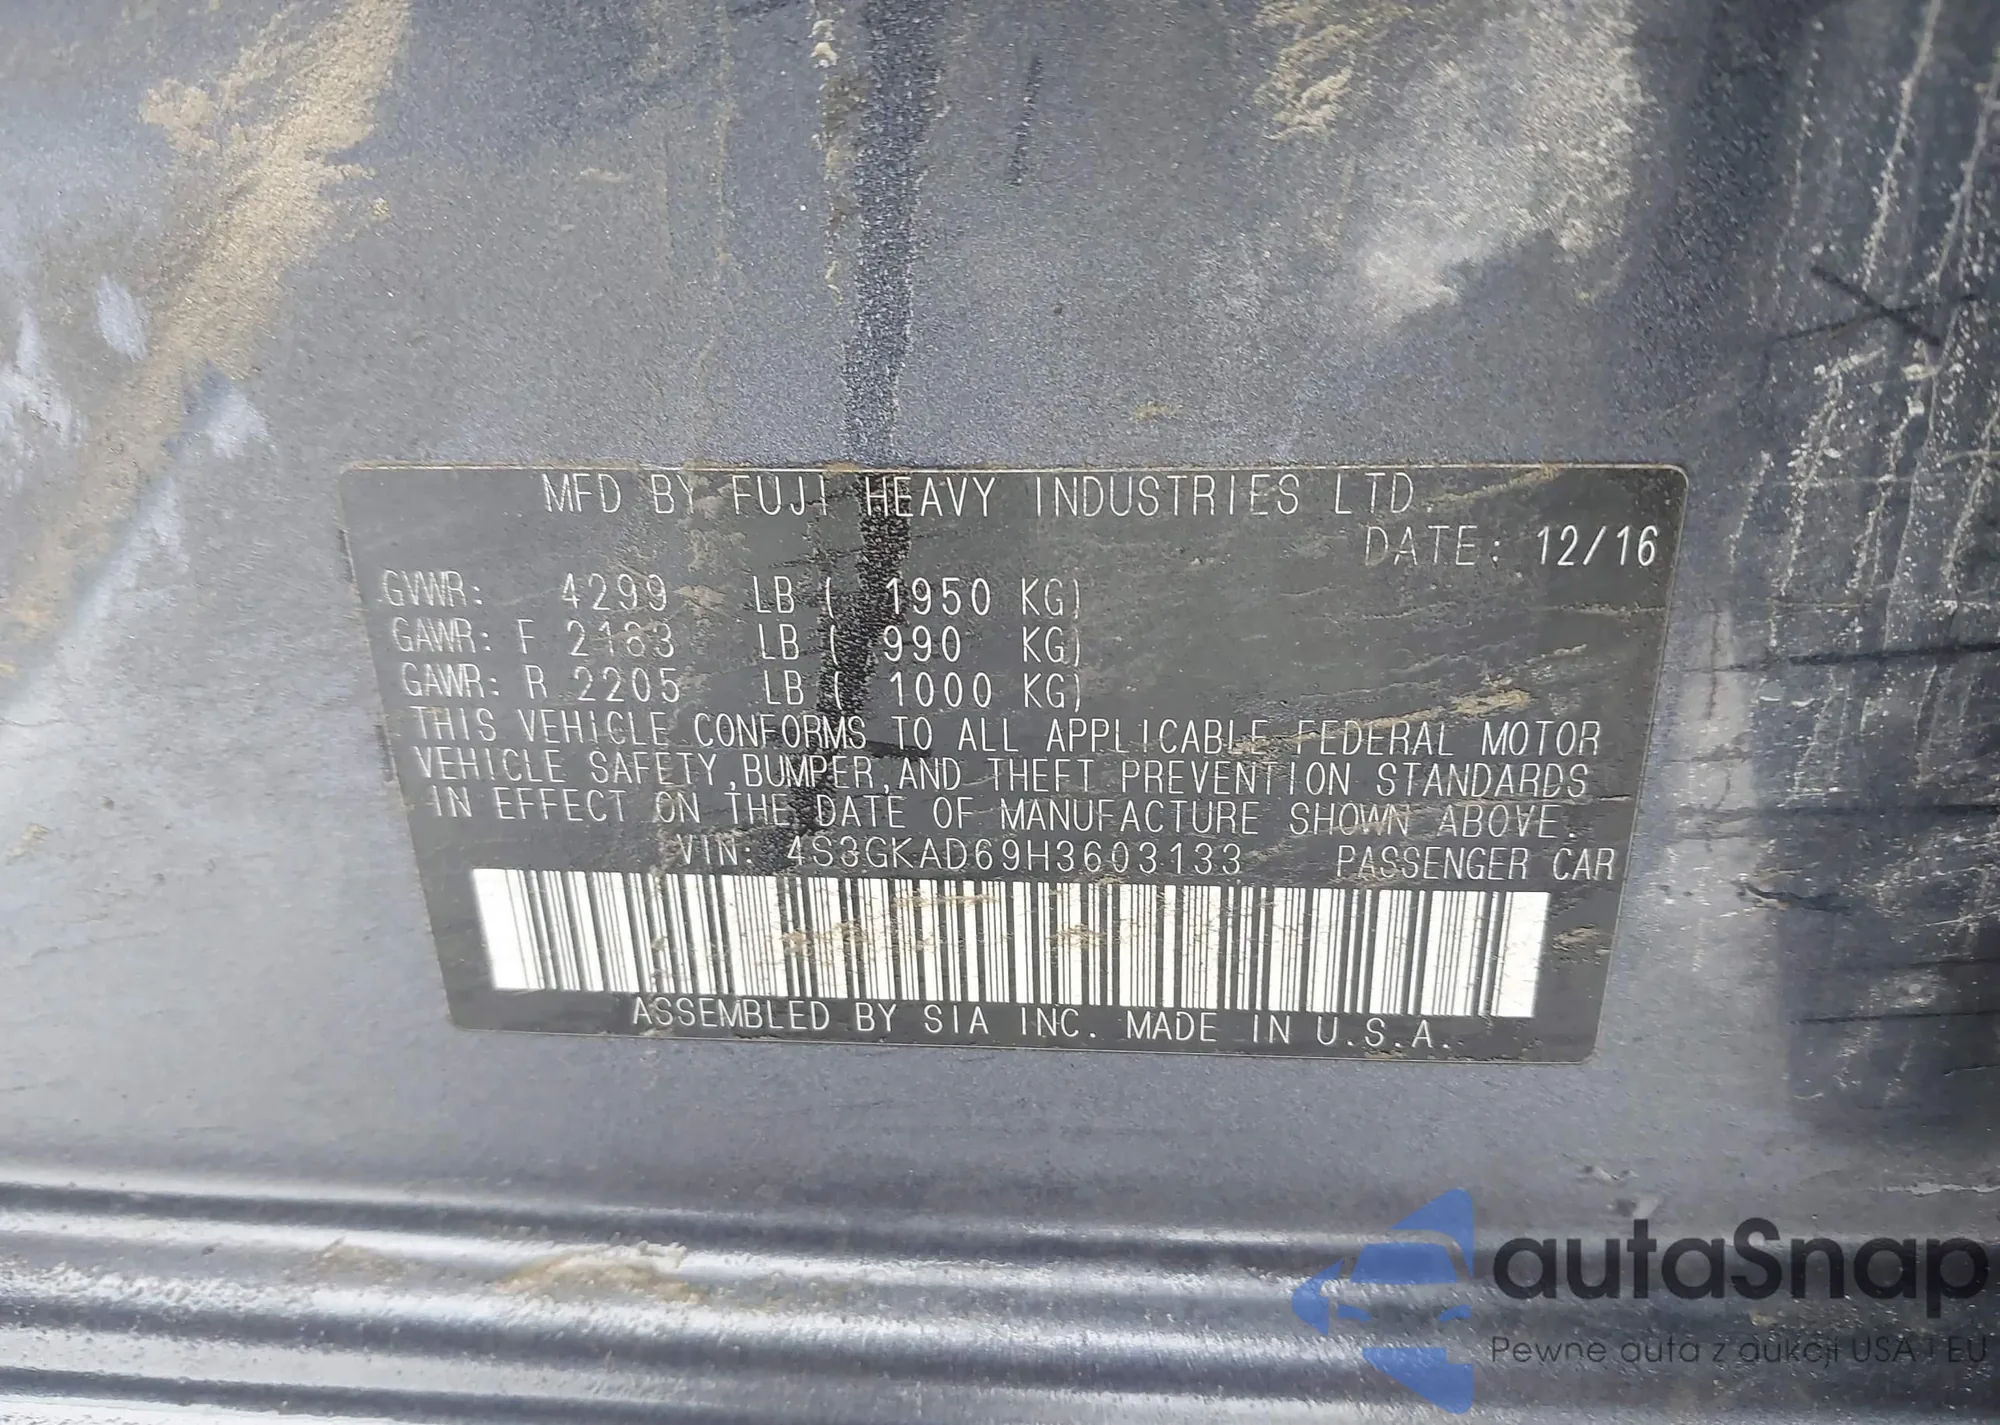 MFD BY FUJI HEAVY INDUSTRIES LTD.
DATE: 12/16
GVWR: 4299 LB ( 1950 KG)
GAWR: F 2183 LB ( 990 KG)
GAWR: R 2205 LB ( 1000 KG)
THIS VEHICLE CONFORMS TO ALL APPLICABLE FEDERAL MOTOR
VEHICLE SAFETY,BUMPER,AND THEFT PREVENTION STANDARDS
IN EFFECT ON THE DATE OF MANUFACTURE SHOWN ABOVE.
VIN: 4S3GKAD69H3603133 PASSENGER CAR
ASSEMBLED BY SIA INC. MADE IN U.S.A.
autaSnap
Pewne auta z aukcji USA i EU